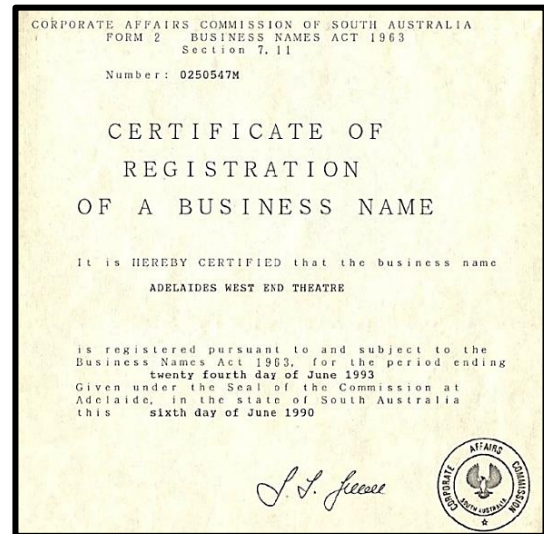 CORPORATE AFFAIRS COMMISSION OF SOUTH AUSTRALIA
FORM 2 BUSINESS NAMES ACT 1963
Section 7, 11
Number: 0250547M
CERTIFICATE OF
REGISTRATION
OF A BUSINESS NAME
It is HEREBY CERTIFIED that the business name
ADELAIDES WEST END THEATRE
is registered pursuant to and subject to the
Business Names Act 1963, for the period ending
twenty fourth day of June 1993
Given under the Seal of the Commission at
Adelaide, in the state of South Australia
this sixth day of June 1990
CORPORATE AFFAIRS COMMISSION
SOUTH AUSTRALIA